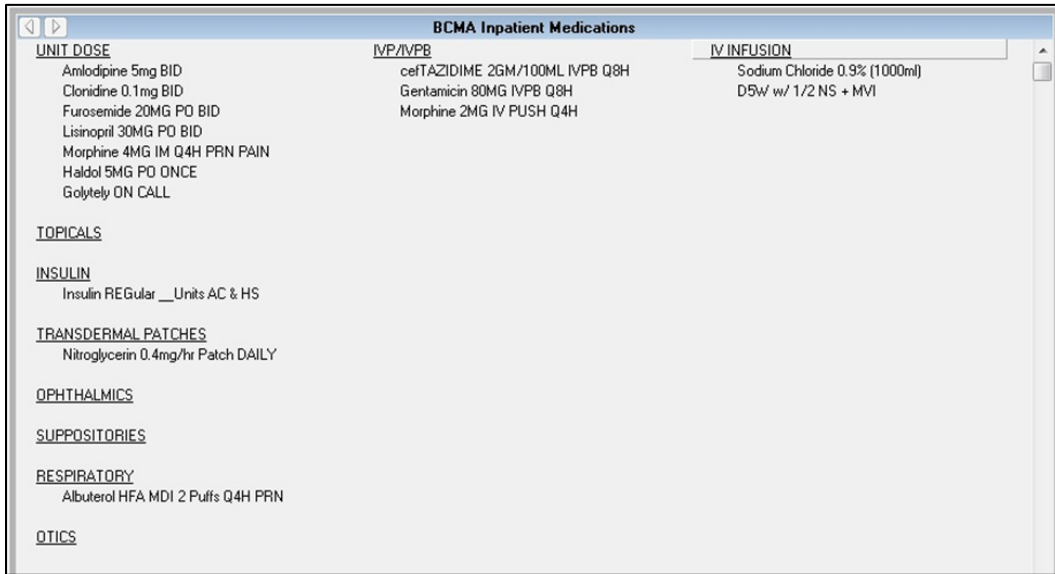 BCMA Inpatient Medications
UNIT DOSE
Amlodipine 5mg BID
Clonidine 0.1mg BID
Furosemide 20MG PO BID
Lisinopril 30MG PO BID
Morphine 4MG IM Q4H PRN PAIN
Haldol 5MG PO ONCE
Golytely ON CALL
TOPICALS
INSULIN
Insulin REGular __Units AC & HS
TRANSDERMAL PATCHES
Nitroglycerin 0.4mg/hr Patch DAILY
OPHTHALMICS
SUPPOSITORIES
RESPIRATORY
Albuterol HFA MDI 2 Puffs Q4H PRN
OTICS
IVP/IVPB
cefTAZIDIME 2GM/100ML IVPB Q8H
Gentamicin 80MG IVPB Q8H
Morphine 2MG IV PUSH Q4H
IV INFUSION
Sodium Chloride 0.9% (1000ml)
D5W w/ 1/2 NS + MVI